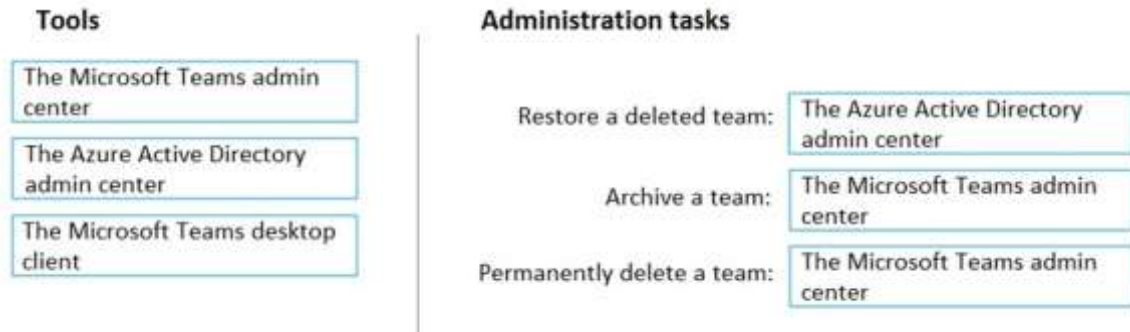 Tools
Administration tasks
The Microsoft Teams admin
center
The Azure Active Directory
admin center
The Microsoft Teams desktop
client
Restore a deleted team:
The Azure Active Directory
admin center
Archive a team:
The Microsoft Teams admin
center
Permanently delete a team:
The Microsoft Teams admin
center